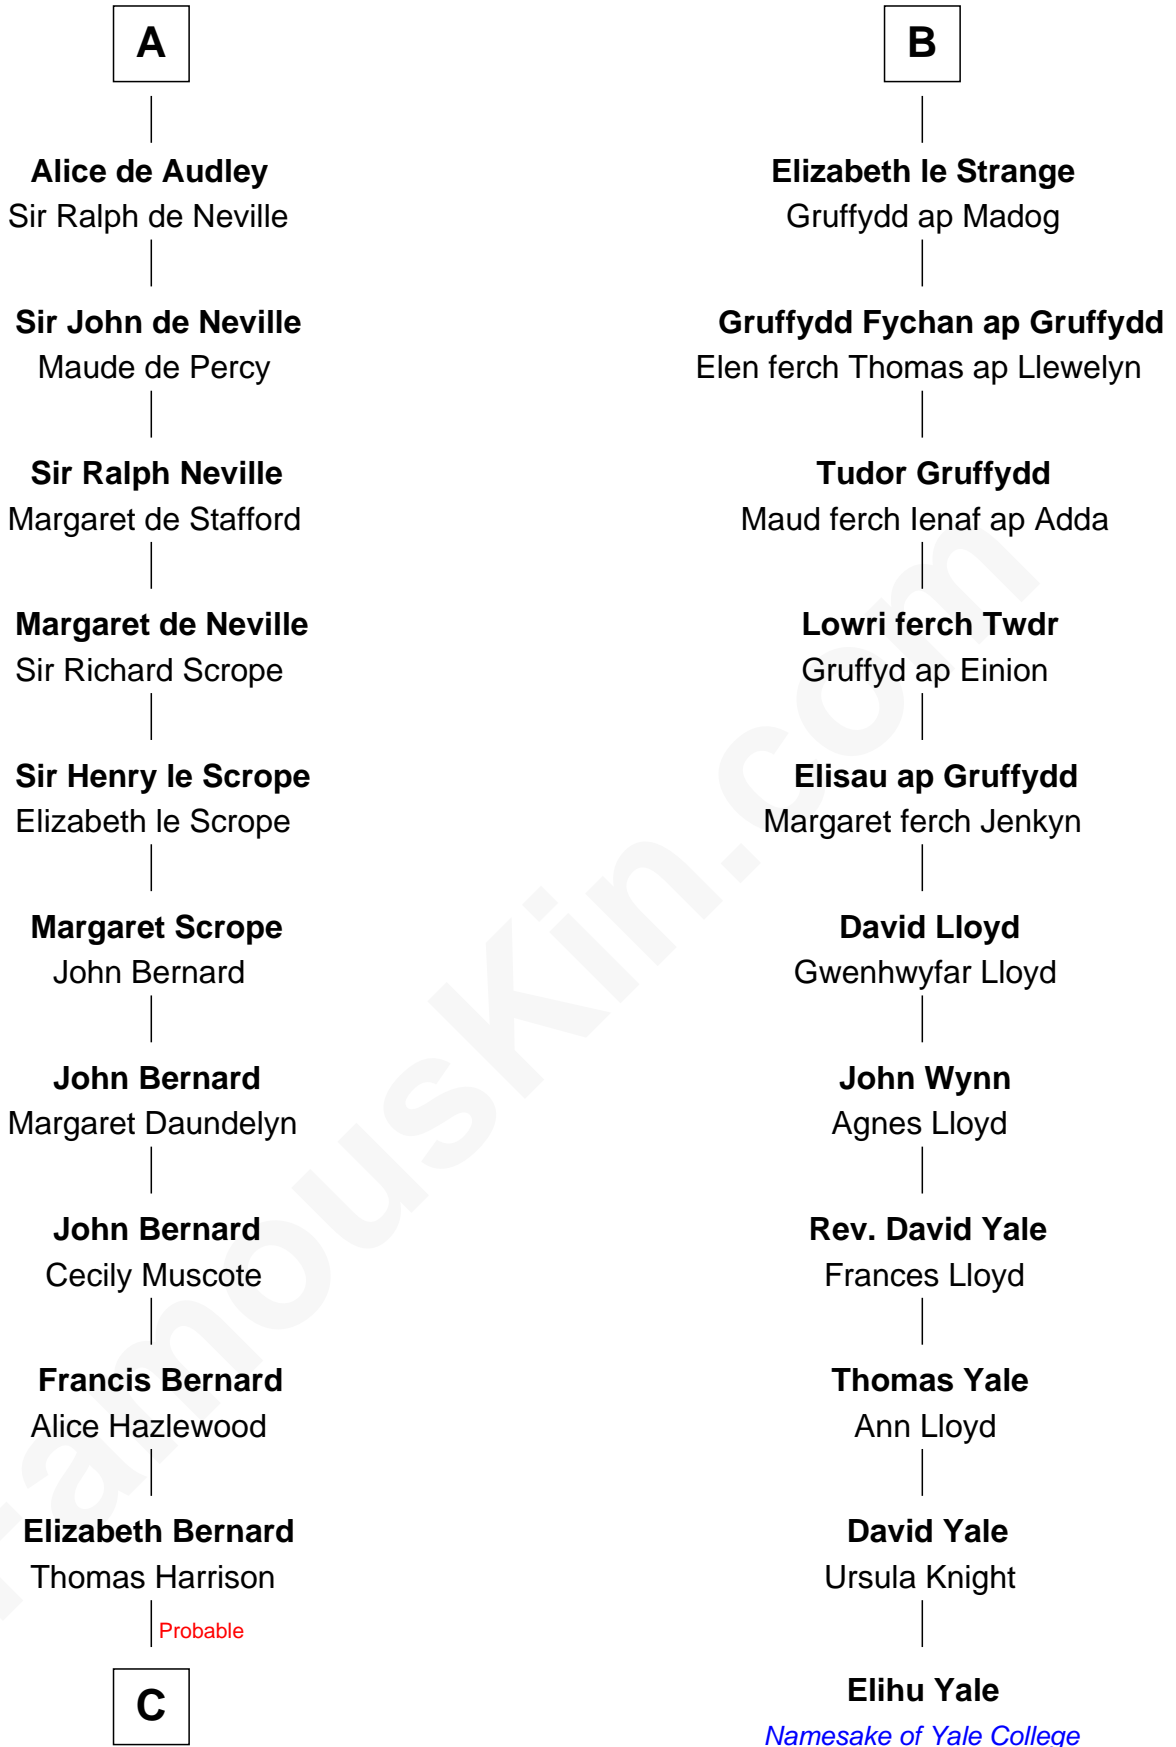 A
Alice de Audley
Sir Ralph de Neville
Sir John de Neville
Maude de Percy
Sir Ralph Neville
Margaret de Stafford
Margaret de Neville
Sir Richard Scrope
Sir Henry le Scrope
Elizabeth le Scrope
Margaret Scrope
John Bernard
John Bernard
Margaret Daundelyn
John Bernard
Cecily Muscote
Francis Bernard
Alice Hazlewood
Elizabeth Bernard
Thomas Harrison
Probable
C
B
Elizabeth le Strange
Gruffydd ap Madog
Gruffydd Fychan ap Gruffydd
Elen ferch Thomas ap Llewelyn
Tudor Gruffydd
Maud ferch Ienaf ap Adda
Lowri ferch Twdr
Gruffyd ap Einion
Elisau ap Gruffydd
Margaret ferch Jenkyn
David Lloyd
Gwenhwyfar Lloyd
John Wynn
Agnes Lloyd
Rev. David Yale
Frances Lloyd
Thomas Yale
Ann Lloyd
David Yale
Ursula Knight
Elihu Yale
Namesake of Yale College
FamousKin.com